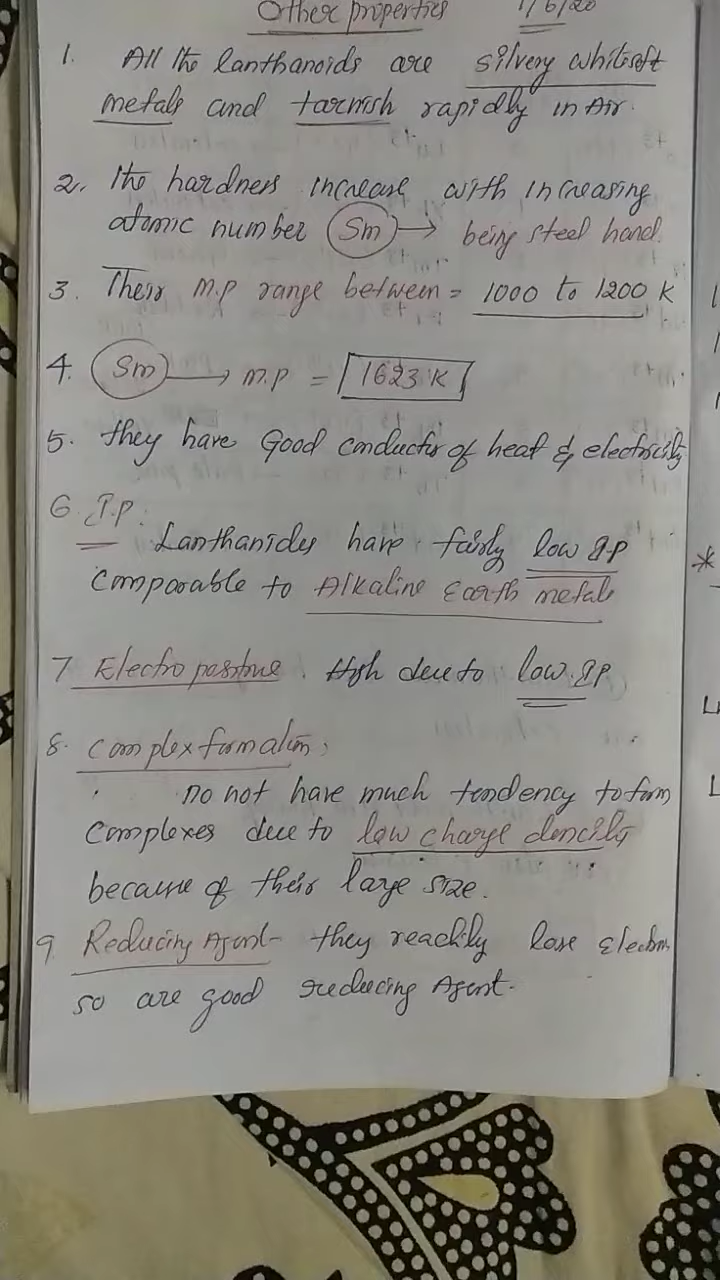 Other properties 1/6/20
1. All the lanthanoids are silvery white soft
metals and tarnish rapidly in Air.
2. The hardness increase with increasing
atomic number Sm → being steel hard.
3. Their m.p range between = 1000 to 1200 K
4. Sm → m.p = 1623 K
5. they have Good conductor of heat & electricity
6 I.P:
Lanthanides have fairly low I.P
Comparable to Alkaline Earth metals
7 Electro positive. High due to low I.P.
8. Complex formation:
Do not have much tendency to form
Complexes due to low charge dencity
because of their large size.
9 Reducing Agent- they readily lose electron
so are good reducing Agent.